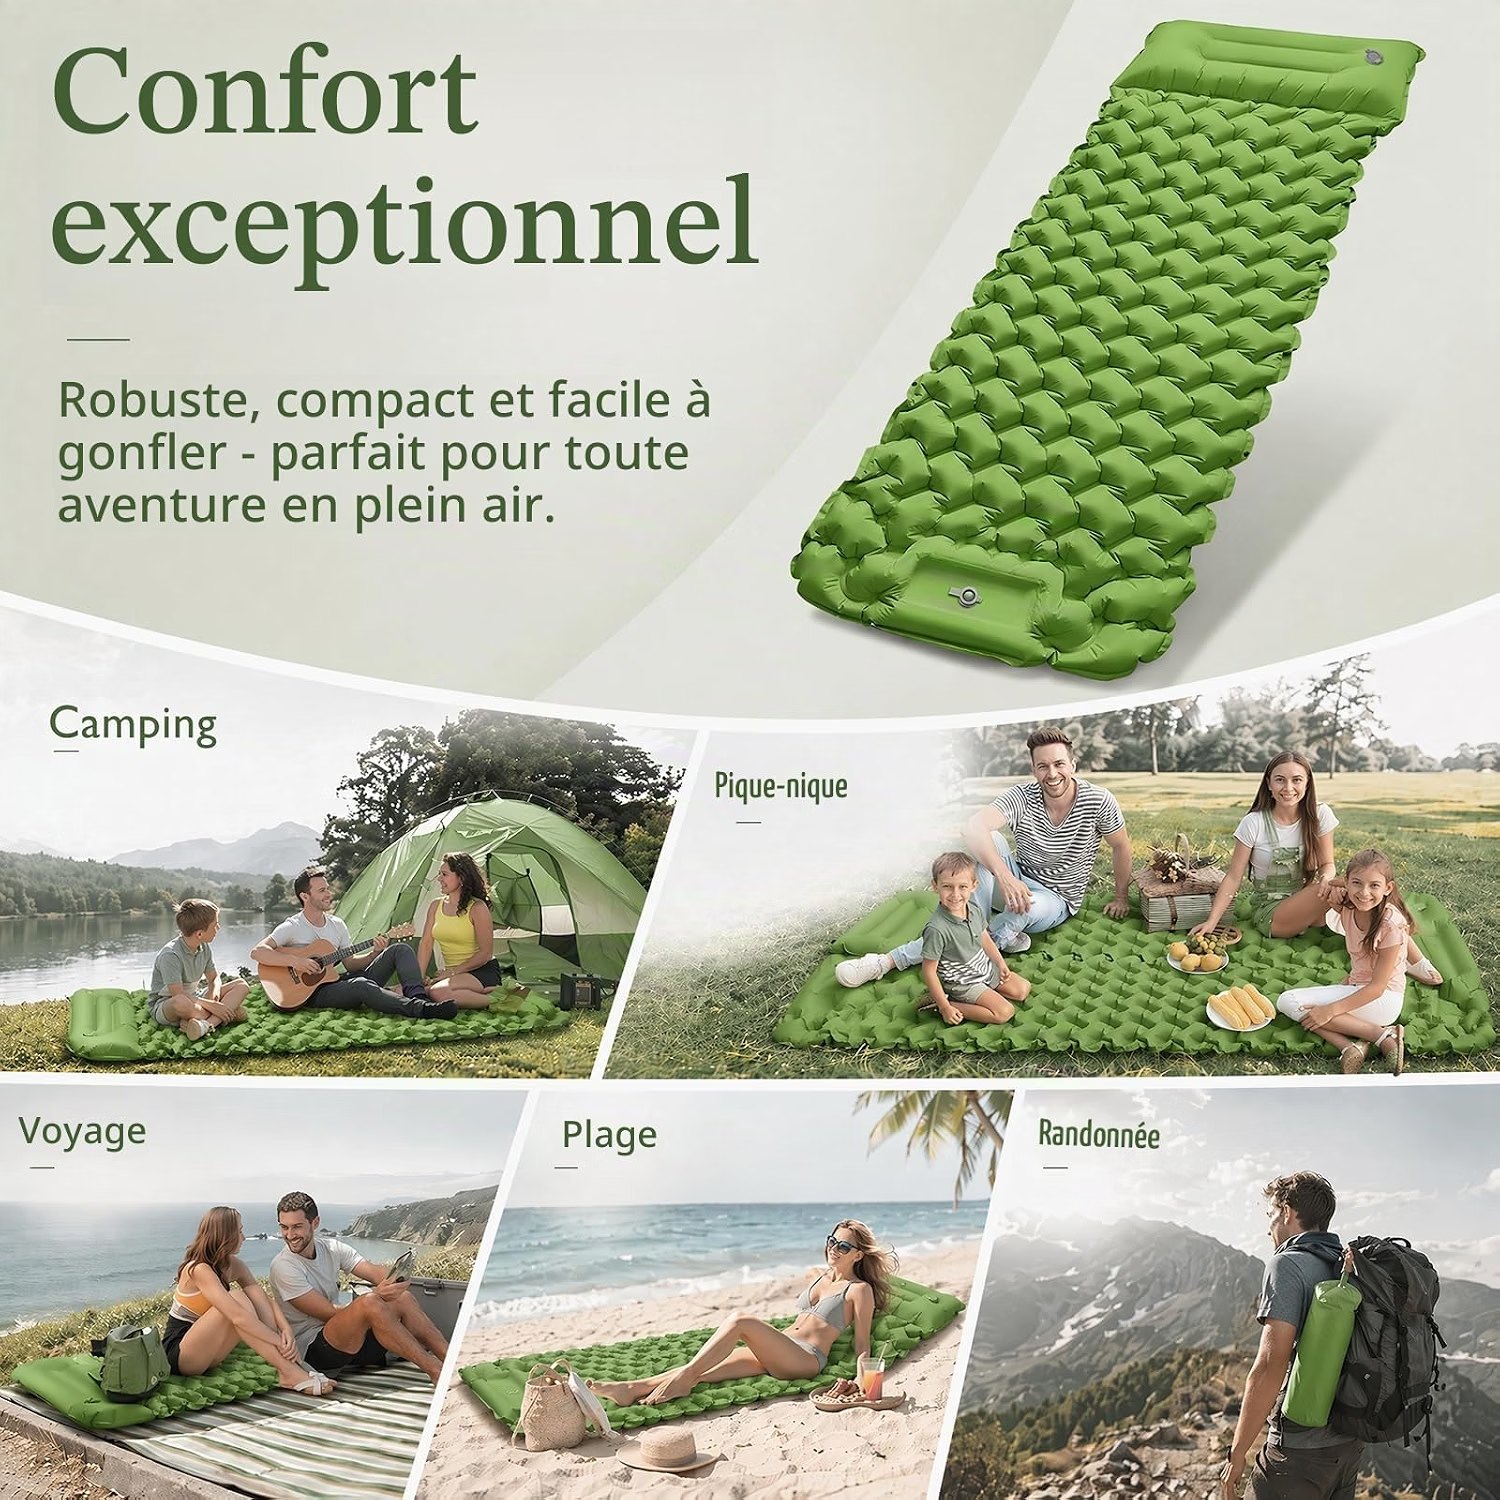 Confort
exceptionnel
Robuste, compact et facile à
gonfler - parfait pour toute
aventure en plein air.
Camping
Pique-nique
Voyage
Plage
Randonnée